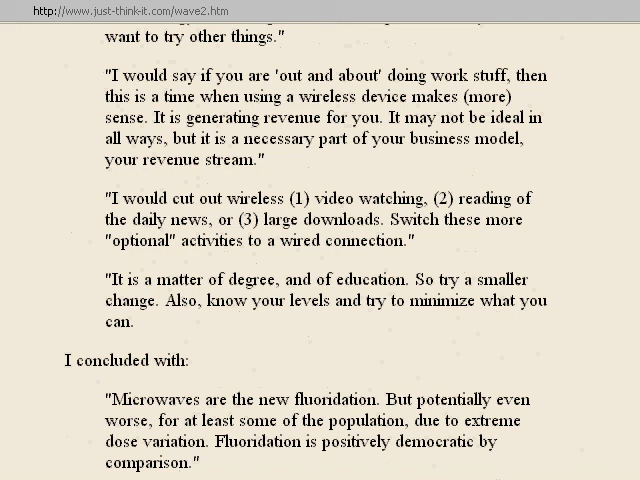 http://www.just-think-it.com/wave2.htm
want to try other things."
"I would say if you are 'out and about' doing work stuff, then
this is a time when using a wireless device makes (more)
sense. It is generating revenue for you. It may not be ideal in
all ways, but it is a necessary part of your business model,
your revenue stream."
"I would cut out wireless (1) video watching, (2) reading of
the daily news, or (3) large downloads. Switch these more
"optional" activities to a wired connection."
"It is a matter of degree, and of education. So try a smaller
change. Also, know your levels and try to minimize what you
can.
I concluded with:
"Microwaves are the new fluoridation. But potentially even
worse, for at least some of the population, due to extreme
dose variation. Fluoridation is positively democratic by
comparison."